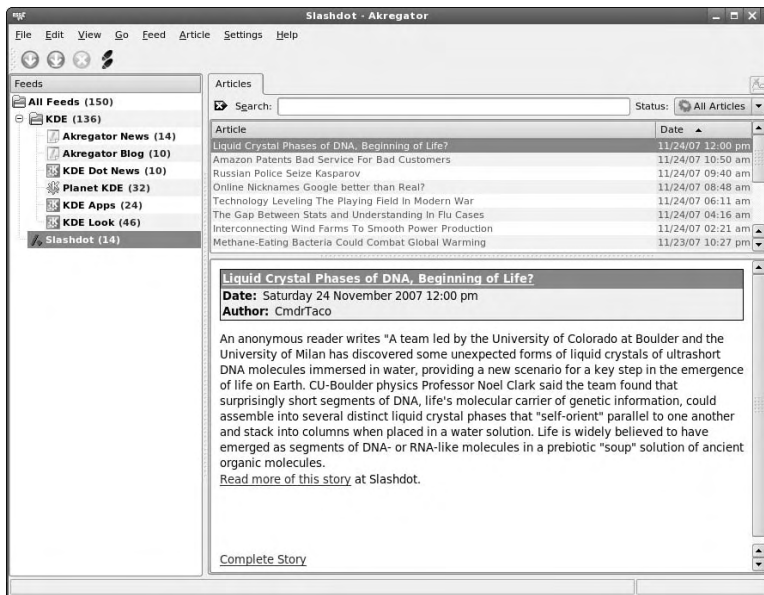 Slashdot - Akregator
File Edit View Go Feed Article Settings Help
Feeds
All Feeds (150)
KDE (136)
Akregator News (14)
Akregator Blog (10)
KDE Dot News (10)
Planet KDE (32)
KDE Apps (24)
KDE Look (46)
Slashdot (14)
Articles
Search: Status: All Articles
Article Date
Liquid Crystal Phases of DNA, Beginning of Life? 11/24/07 12:00 pm
Amazon Patents Bad Service For Bad Customers 11/24/07 10:50 am
Russian Police Seize Kasparov 11/24/07 09:40 am
Online Nicknames Google better than Real? 11/24/07 08:48 am
Technology Leveling The Playing Field In Modern War 11/24/07 06:11 am
The Gap Between Stats and Understanding In Flu Cases 11/24/07 04:16 am
Interconnecting Wind Farms To Smooth Power Production 11/24/07 02:21 am
Methane-Eating Bacteria Could Combat Global Warming 11/23/07 10:27 pm
Liquid Crystal Phases of DNA, Beginning of Life?
Date: Saturday 24 November 2007 12:00 pm
Author: CmdrTaco
An anonymous reader writes "A team led by the University of Colorado at Boulder and the
University of Milan has discovered some unexpected forms of liquid crystals of ultrashort
DNA molecules immersed in water, providing a new scenario for a key step in the emergence
of life on Earth. CU-Boulder physics Professor Noel Clark said the team found that
surprisingly short segments of DNA, life's molecular carrier of genetic information, could
assemble into several distinct liquid crystal phases that "self-orient" parallel to one another
and stack into columns when placed in a water solution. Life is widely believed to have
emerged as segments of DNA- or RNA-like molecules in a prebiotic "soup" solution of ancient
organic molecules.
Read more of this story at Slashdot.
Complete Story